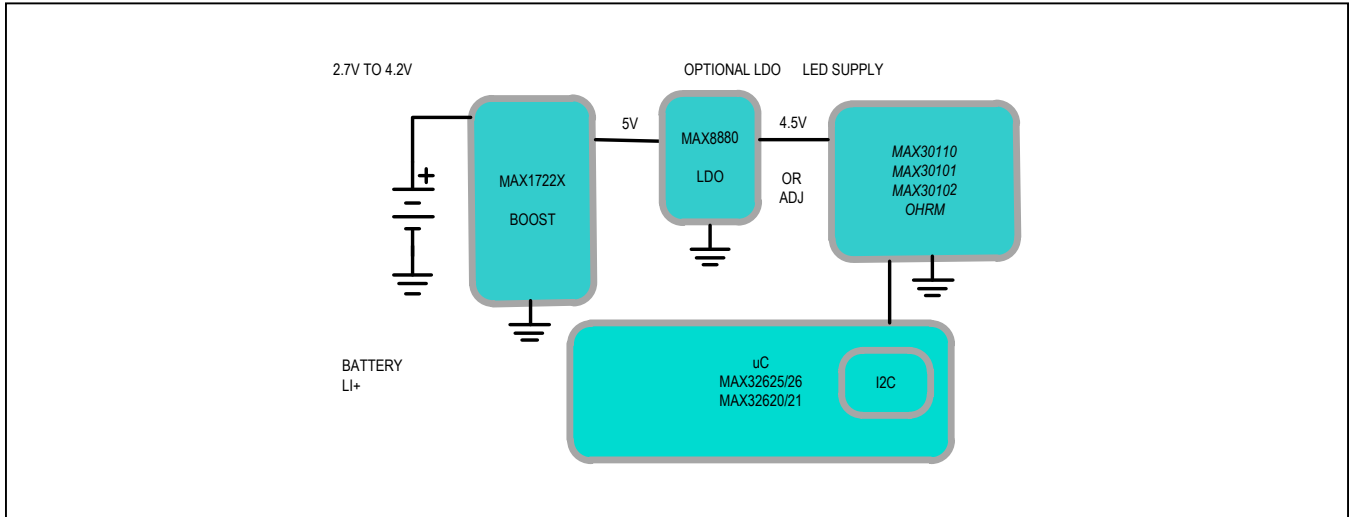 2.7V TO 4.2V
OPTIONAL LDO
LED SUPPLY
MAX1722X
BOOST
5V
MAX8880
LDO
4.5V
OR
ADJ
MAX30110
MAX30101
MAX30102
OHRM
+
BATTERY
LI+
uC
MAX32625/26
MAX32620/21
I2C